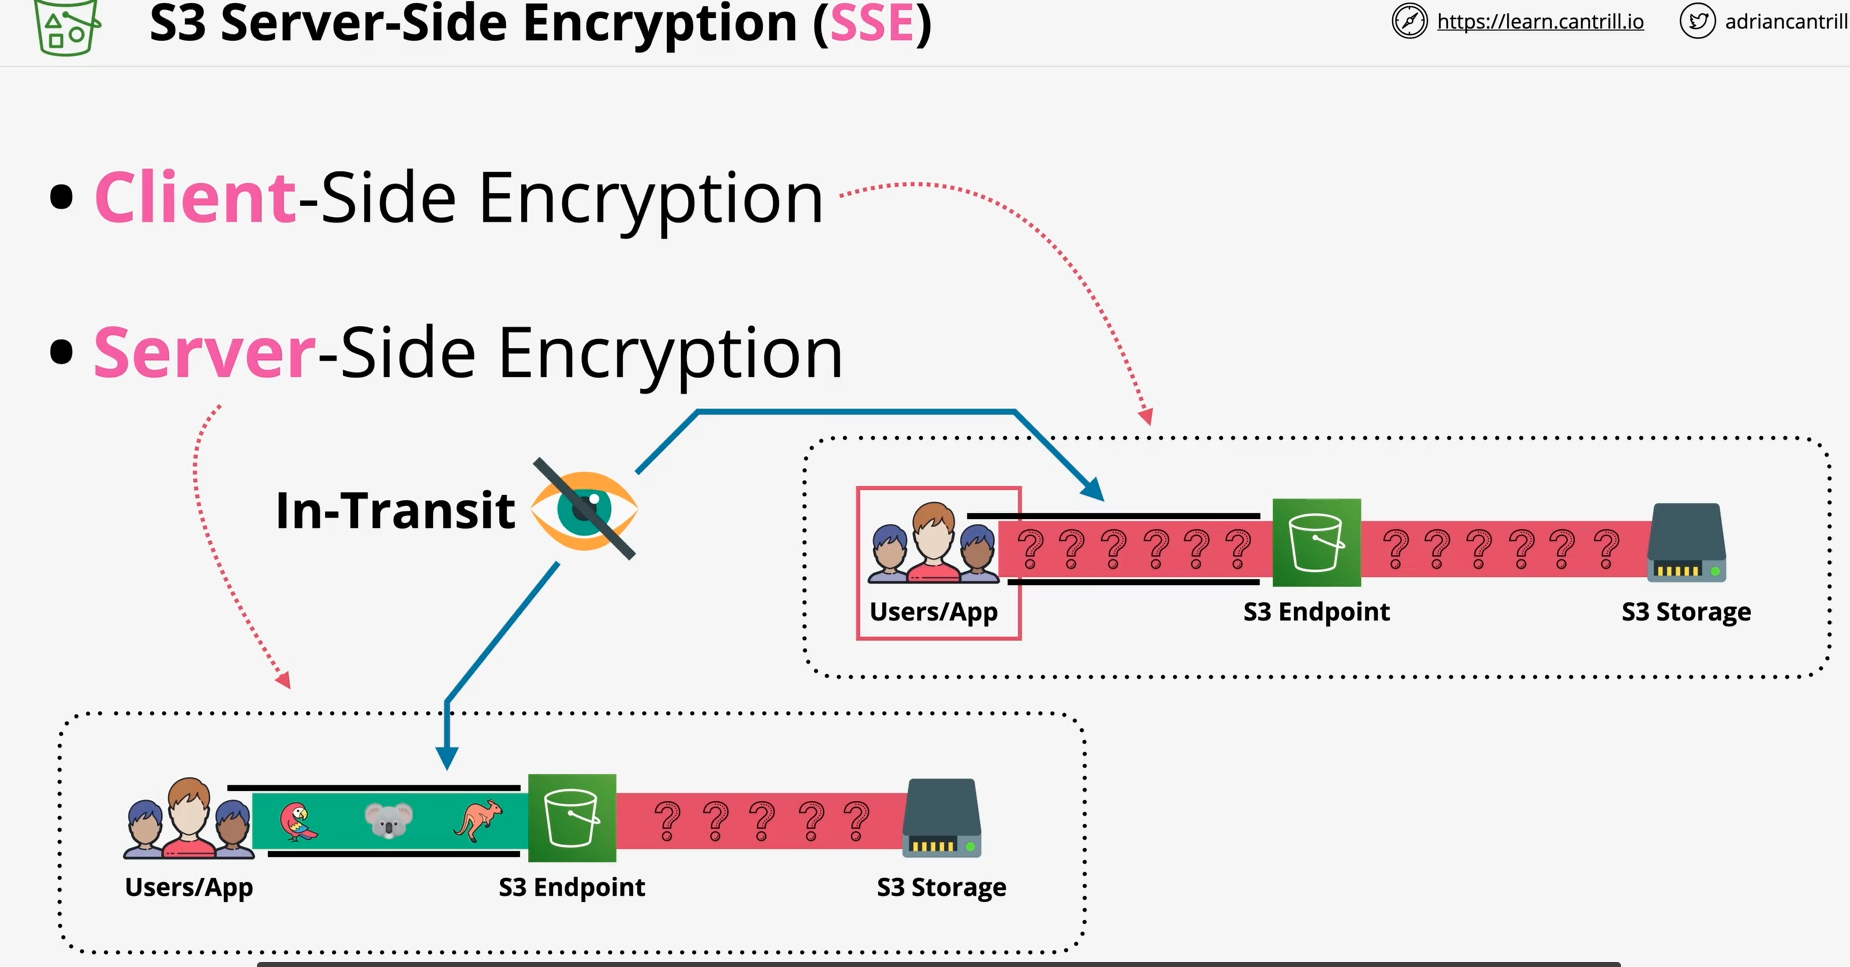 S3 Server-Side Encryption (SSE)
https://learn.cantrill.io
adriancantrill
• Client-Side Encryption
• Server-Side Encryption
In-Transit
? ? ? ? ? ? ? ? ? ? ? ?
Users/App
S3 Endpoint
S3 Storage
? ? ? ? ?
Users/App
S3 Endpoint
S3 Storage